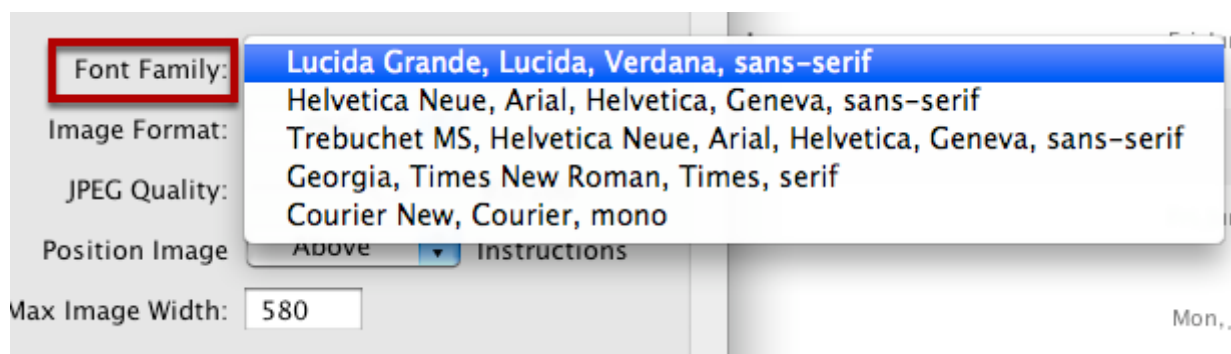 Font Family:
Lucida Grande, Lucida, Verdana, sans-serif
Helvetica Neue, Arial, Helvetica, Geneva, sans-serif
Trebuchet MS, Helvetica Neue, Arial, Helvetica, Geneva, sans-serif
Georgia, Times New Roman, Times, serif
Courier New, Courier, mono
Image Format:
JPEG Quality:
Position Image Above Instructions
Max Image Width: 580
Mon,